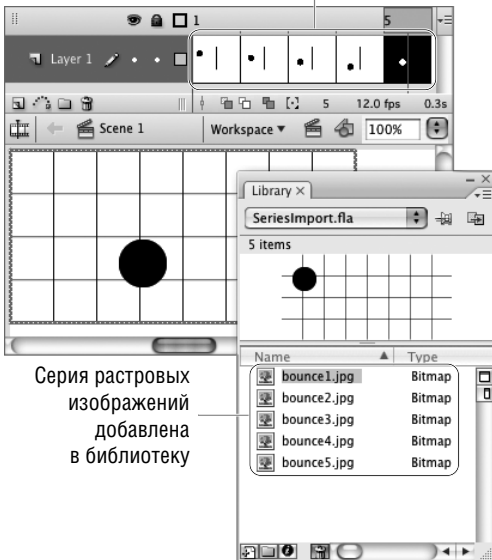 1 5
Layer 1
5 12.0 fps 0.3s
Scene 1 Workspace 100%
Library
SeriesImport.fla
5 items
Name Type
bounce1.jpg Bitmap
bounce2.jpg Bitmap
bounce3.jpg Bitmap
bounce4.jpg Bitmap
bounce5.jpg Bitmap
Серия растровых
изображений
добавлена
в библиотеку